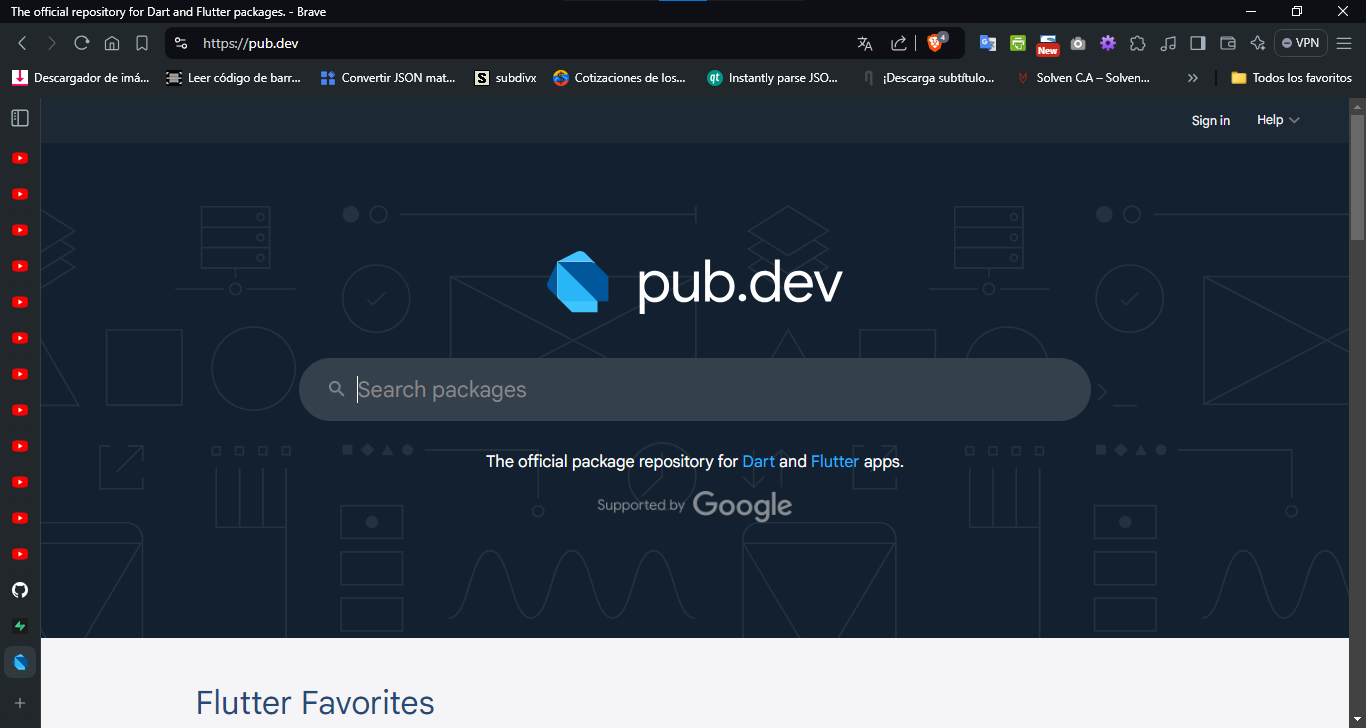 The official repository for Dart and Flutter packages. - Brave
https://pub.dev
4
New
VPN
Descargador de imá...
Leer código de barr...
Convertir JSON mat...
S subdivx
Cotizaciones de los...
qt Instantly parse JSO...
¡Descarga subtítulo...
Solven C.A – Solven...
»
Todos los favoritos
Sign in
Help
pub.dev
Search packages
The official package repository for Dart and Flutter apps.
Supported by Google
Flutter Favorites